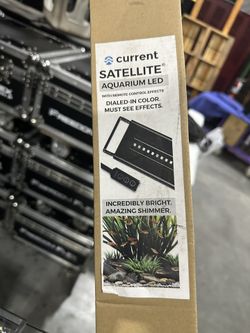 current
SATELLITE®
AQUARIUM LED
WITH REMOTE CONTROL EFFECTS
DIALED-IN COLOR.
MUST SEE EFFECTS.
INCREDIBLY BRIGHT.
AMAZING SHIMMER.